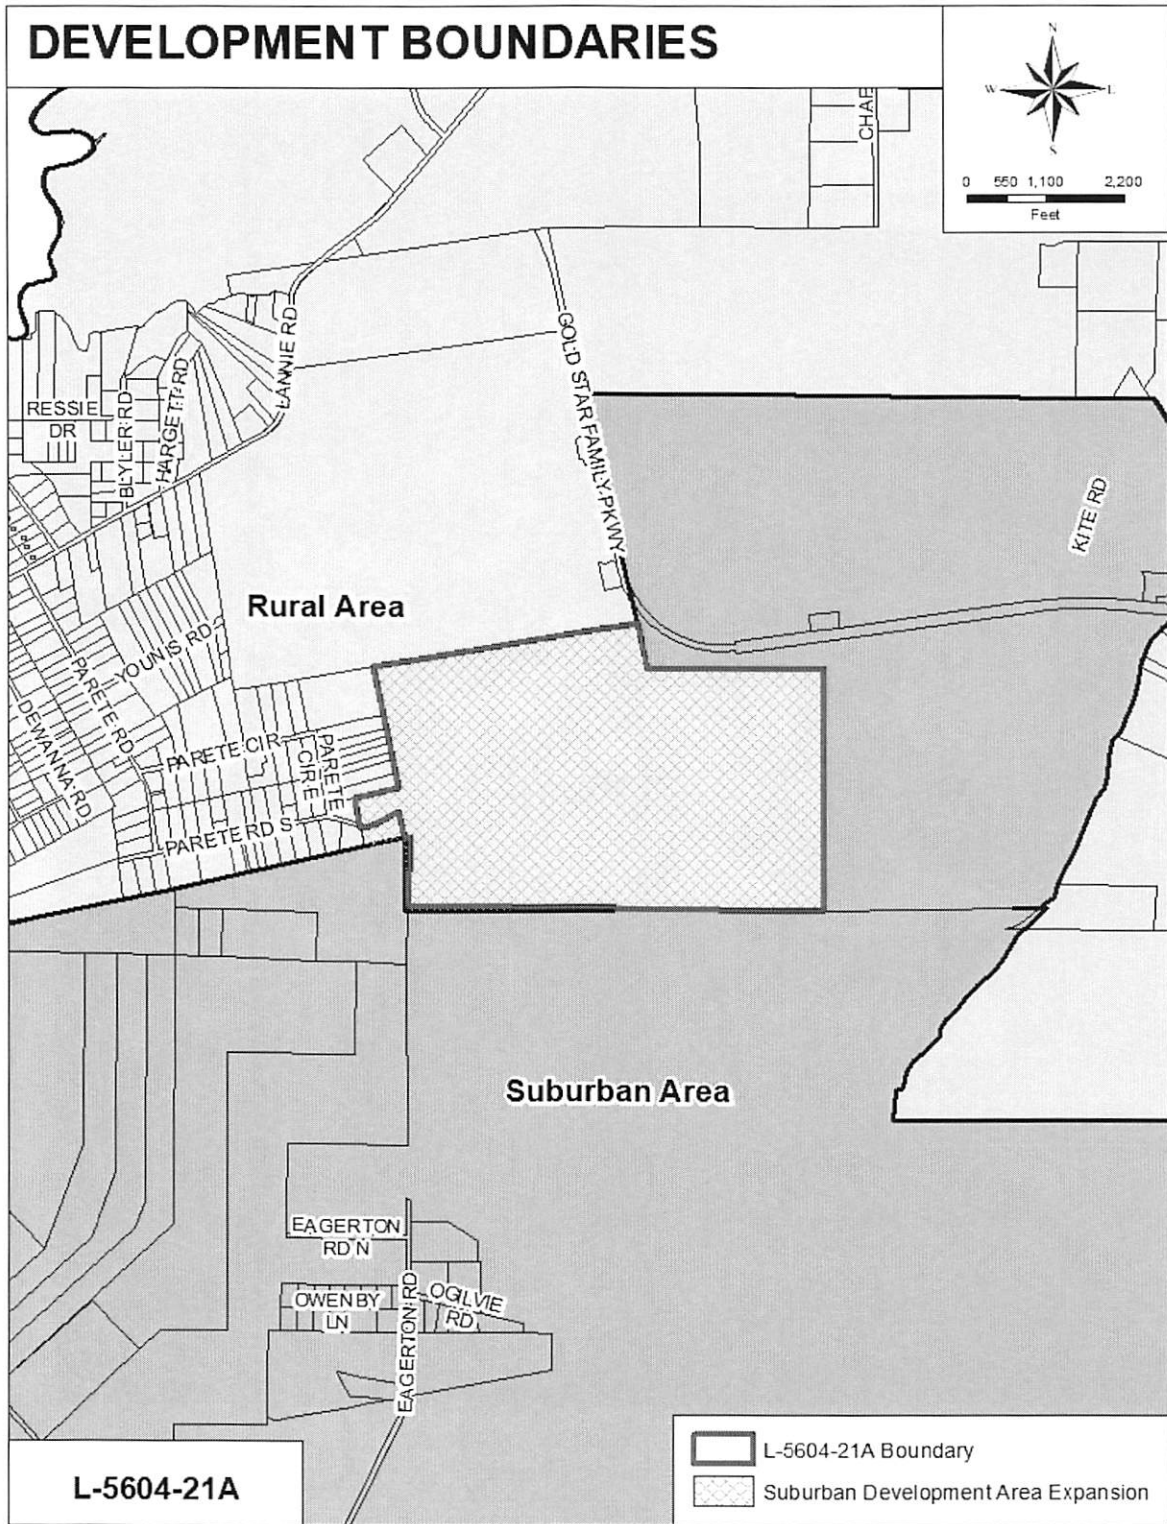 DEVELOPMENT BOUNDARIES
N
W
S
0 550 1,100 2,200
Feet
CHAF
LANNIE RD
GOLD STAR FAMILY PKWY
RESSIE
DR
BLYLER RD
HARGETT RD
KITE RD
Rural Area
YOUNIS RD
PARETE RD
DEWANNA RD
PARETE CIR
PARETE
CIR E
PARETE RD S
Suburban Area
EAGERTON
RD N
OWENBY
LN
EAGERTON RD
OGILVIE
RD
L-5604-21A
L-5604-21A Boundary
Suburban Development Area Expansion